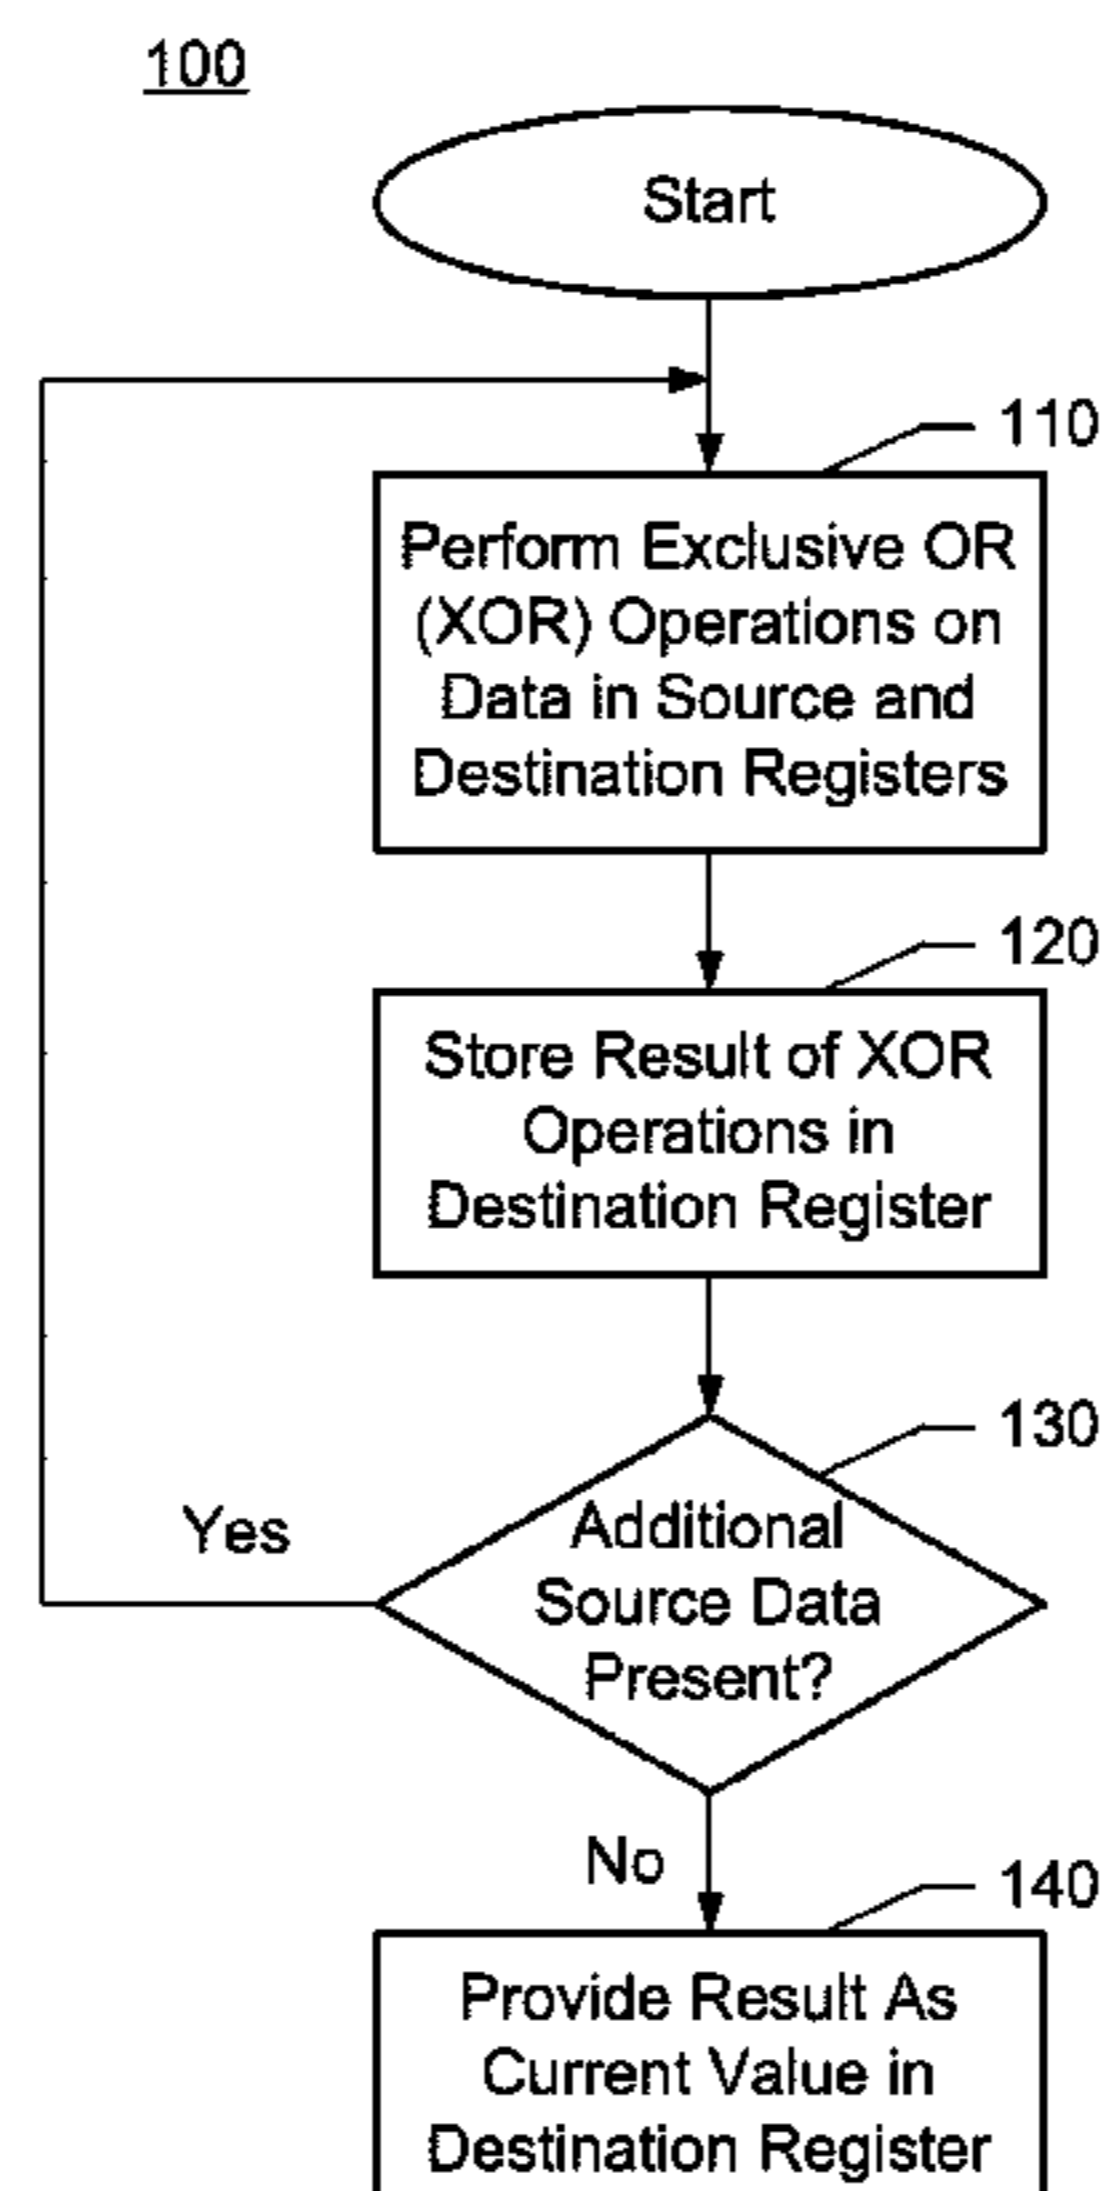 100
Start
110
Perform Exclusive OR
(XOR) Operations on
Data in Source and
Destination Registers
120
Store Result of XOR
Operations in
Destination Register
130
Additional
Source Data
Present?
Yes
No
140
Provide Result As
Current Value in
Destination Register